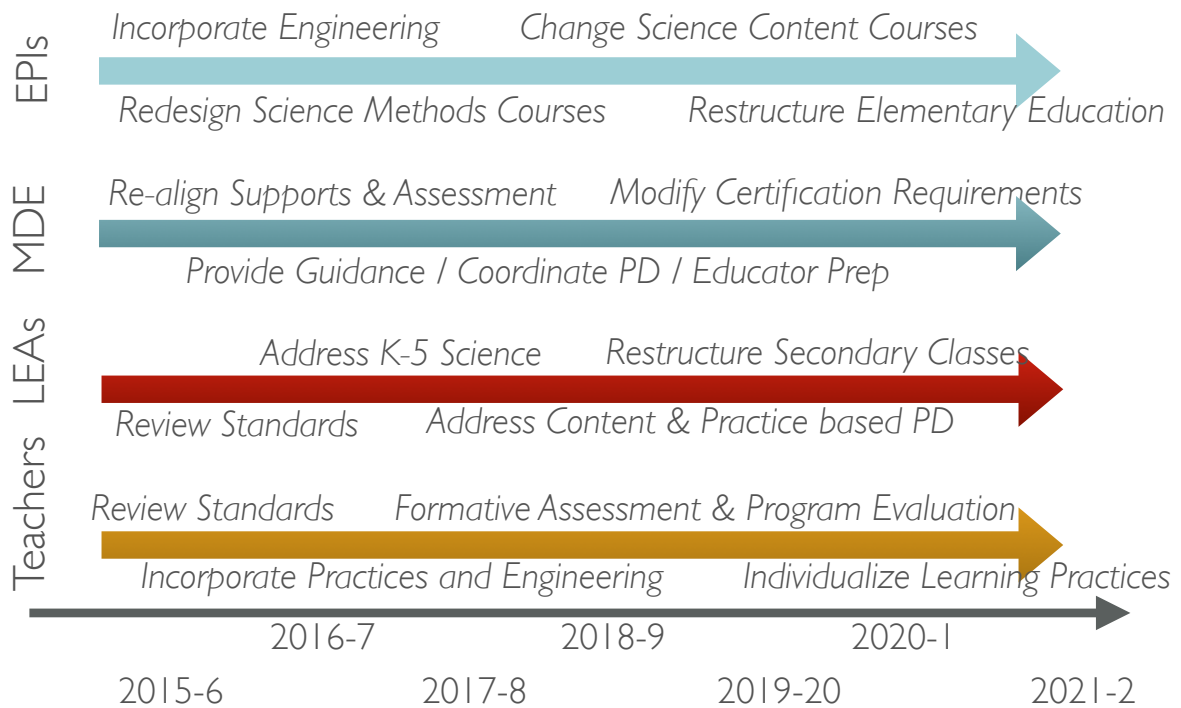 EPIs
Incorporate Engineering
Change Science Content Courses
Redesign Science Methods Courses
Restructure Elementary Education
MDE
Re-align Supports & Assessment
Modify Certification Requirements
Provide Guidance / Coordinate PD / Educator Prep
LEAs
Address K-5 Science
Restructure Secondary Classes
Review Standards
Address Content & Practice based PD
Teachers
Review Standards
Formative Assessment & Program Evaluation
Incorporate Practices and Engineering
Individualize Learning Practices
2016-7
2018-9
2020-1
2015-6
2017-8
2019-20
2021-2